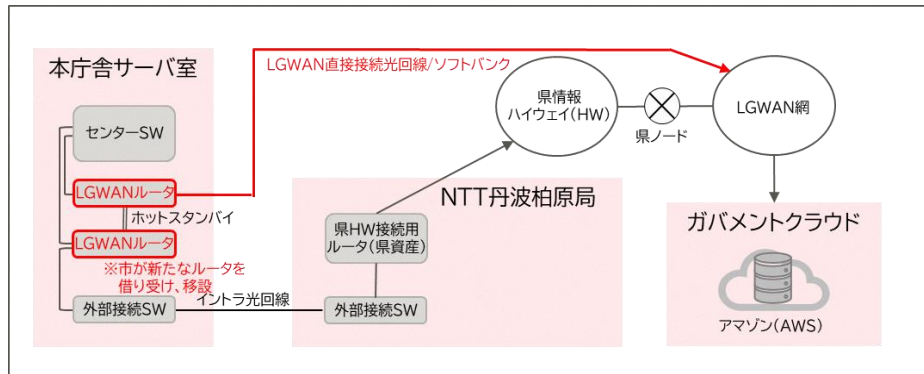 本庁舎サーバ室
センターSW
LGWANルータ
ホットスタンバイ
LGWANルータ
※市が新たなルータを
借り受け、移設
外部接続SW
イントラ光回線
LGWAN直接接続光回線/ソフトバンク
NTT丹波柏原局
県HW接続用
ルータ(県資産)
外部接続SW
県情報
ハイウェイ(HW)
県ノード
LGWAN網
ガバメントクラウド
アマゾン(AWS)